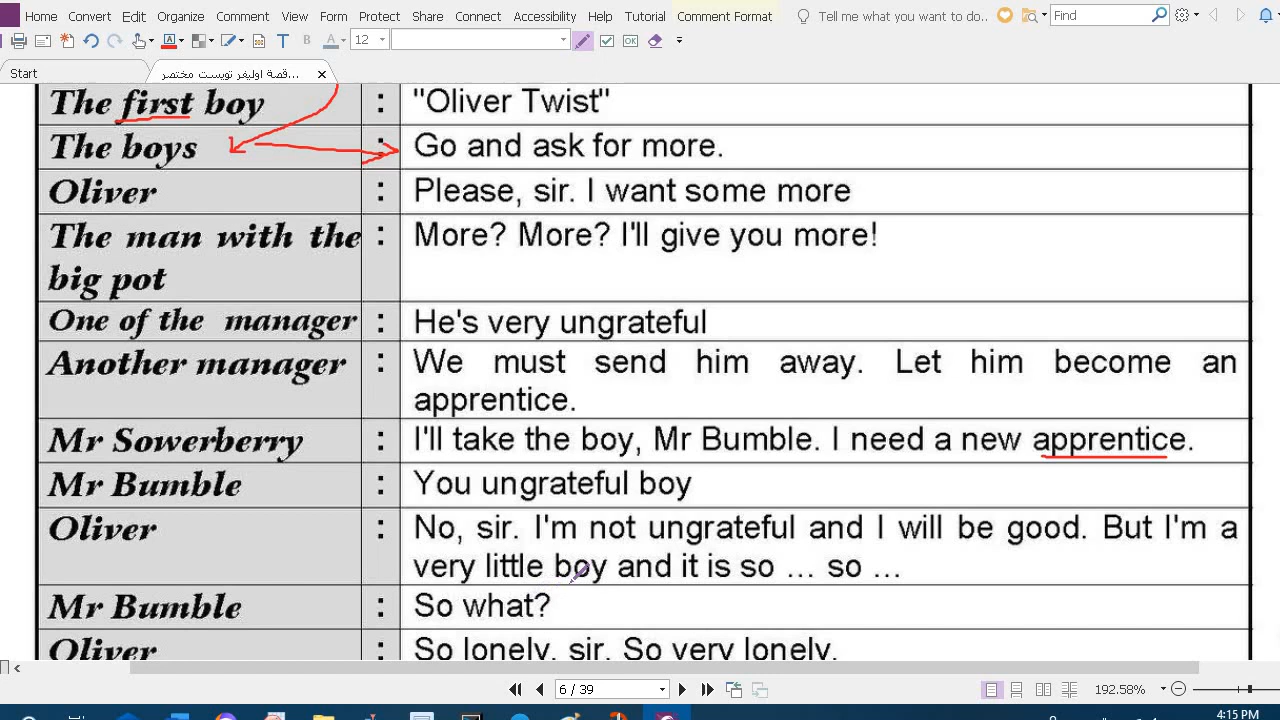 Home Convert Edit Organize Comment View Form Protect Share Connect Accessibility Help Tutorial Comment Format Tell me what you want to do.. Find
12
Start قصة اوليفر تويست مختصر...
The first boy : "Oliver Twist"
The boys : Go and ask for more.
Oliver : Please, sir. I want some more
The man with the : More? More? I'll give you more!
big pot
One of the manager : He's very ungrateful
Another manager : We must send him away. Let him become an
apprentice.
Mr Sowerberry : I'll take the boy, Mr Bumble. I need a new apprentice.
Mr Bumble : You ungrateful boy
Oliver : No, sir. I'm not ungrateful and I will be good. But I'm a
very little boy and it is so ... so ...
Mr Bumble : So what?
Oliver : So lonely, sir. So very lonely.
6 / 39 192.58%
4:15 PM